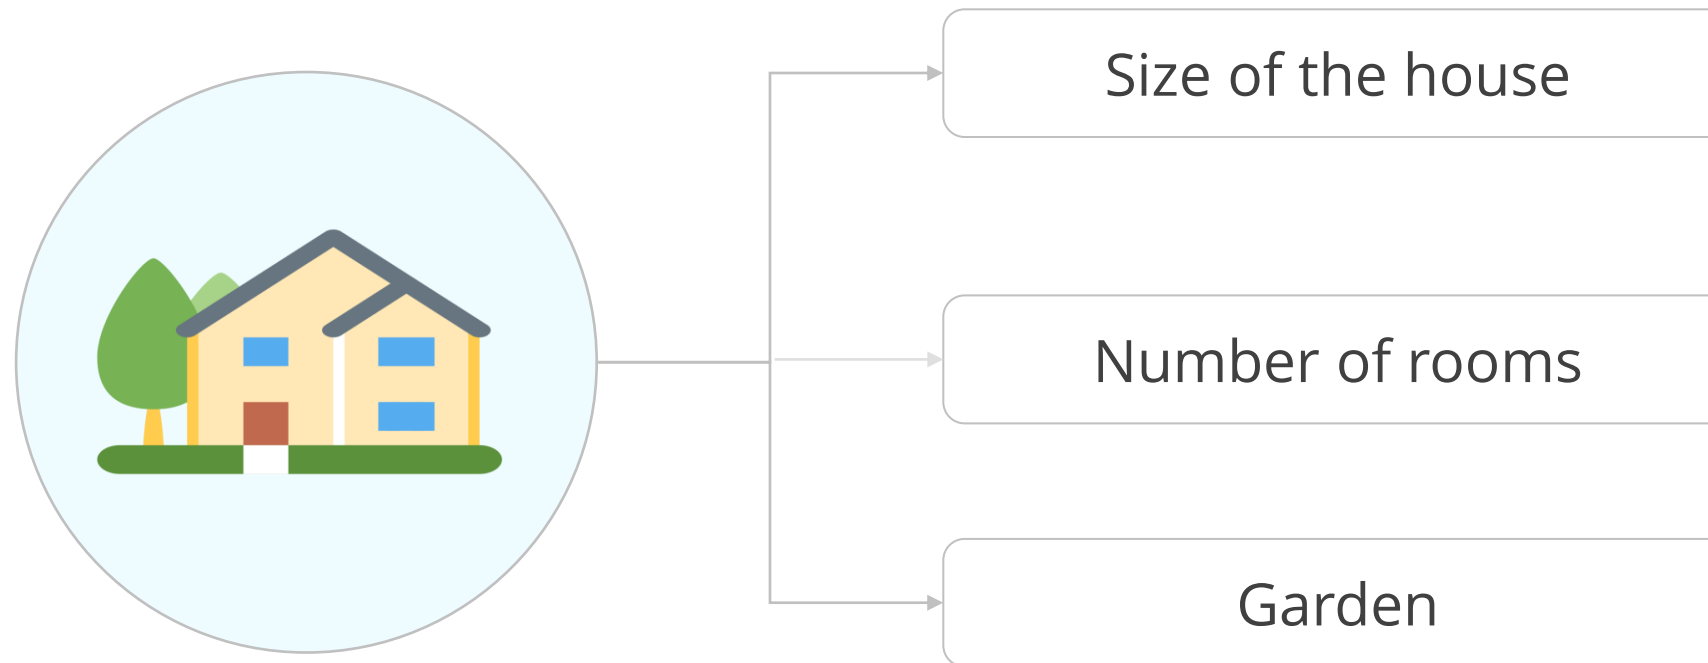 Size of the house
Number of rooms
Garden